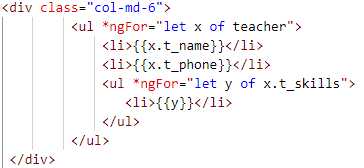 <div class="col-md-6">
<ul *ngFor="let x of teacher">
<li>{{x.t_name}}</li>
<li>{{x.t_phone}}</li>
<ul *ngFor="let y of x.t_skills">
<li>{{y}}</li>
</ul>
</ul>
</div>